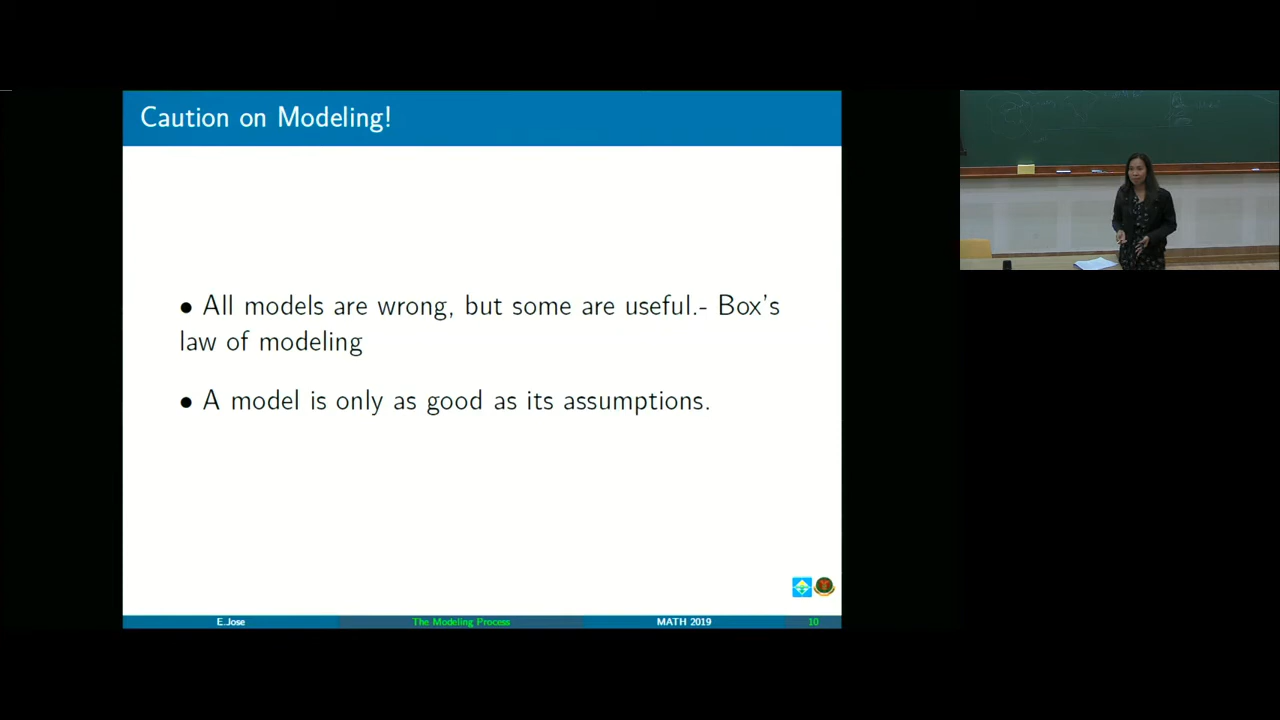 Caution on Modeling!
• All models are wrong, but some are useful.- Box's
law of modeling
• A model is only as good as its assumptions.
E.Jose
The Modeling Process
MATH 2019
10